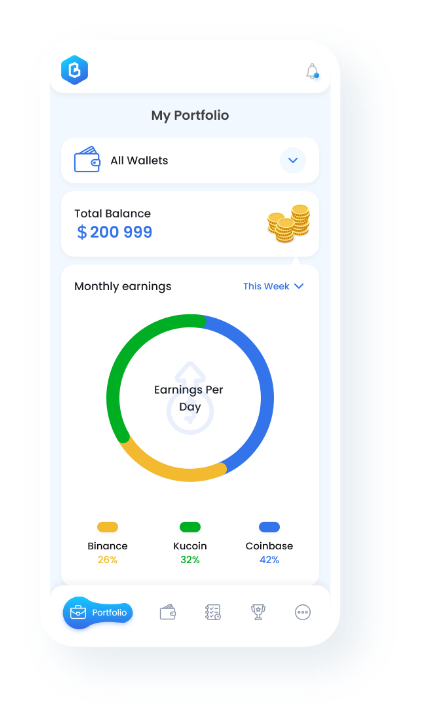 My Portfolio
All Wallets
Total Balance
$200 999
Monthly earnings
This Week
Earnings Per
Day
Binance Kucoin Coinbase
26% 32% 42%
Portfolio